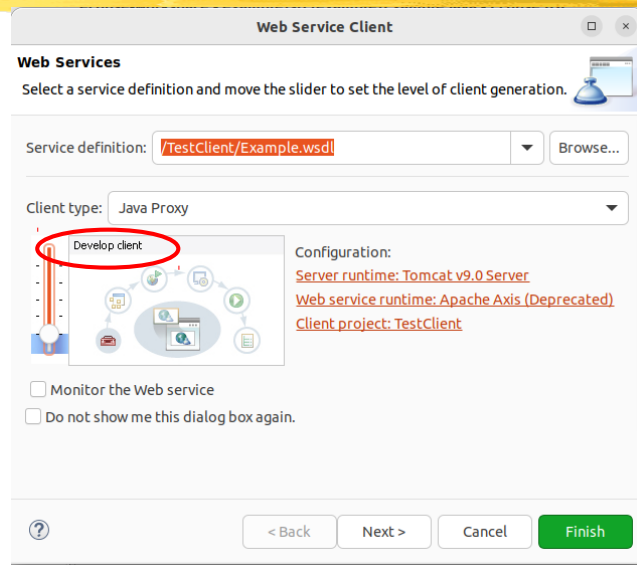 Web Service Client
Web Services
Select a service definition and move the slider to set the level of client generation.
Service definition: /TestClient/Example.wsdl Browse...
Client type: Java Proxy
Develop client
Configuration:
Server runtime: Tomcat v9.0 Server
Web service runtime: Apache Axis (Deprecated)
Client project: TestClient
Monitor the Web service
Do not show me this dialog box again.
? < Back Next > Cancel Finish